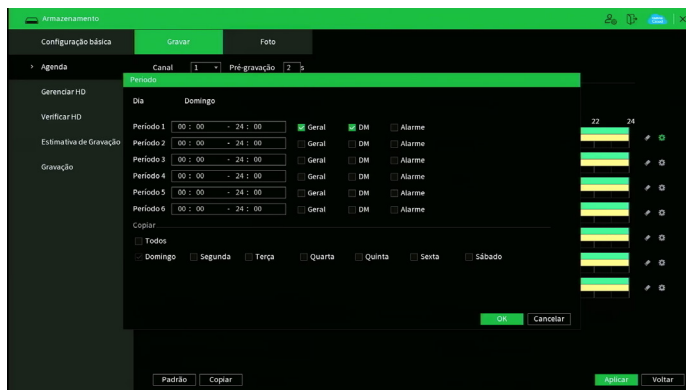 Armazenamento
Configuração básica Gravar Foto
Agenda Canal 1 Pré-gravação 2 s
Gerenciar HD
Verificar HD
Estimativa de Gravação
Gravação
Período
Dia Domingo
22 24
Período 1 00 : 00 - 24 : 00 Geral DM Alarme
Período 2 00 : 00 - 24 : 00 Geral DM Alarme
Período 3 00 : 00 - 24 : 00 Geral DM Alarme
Período 4 00 : 00 - 24 : 00 Geral DM Alarme
Período 5 00 : 00 - 24 : 00 Geral DM Alarme
Período 6 00 : 00 - 24 : 00 Geral DM Alarme
Copiar
Todos
Domingo Segunda Terça Quarta Quinta Sexta Sábado
OK Cancelar
Padrão Copiar Aplicar Voltar